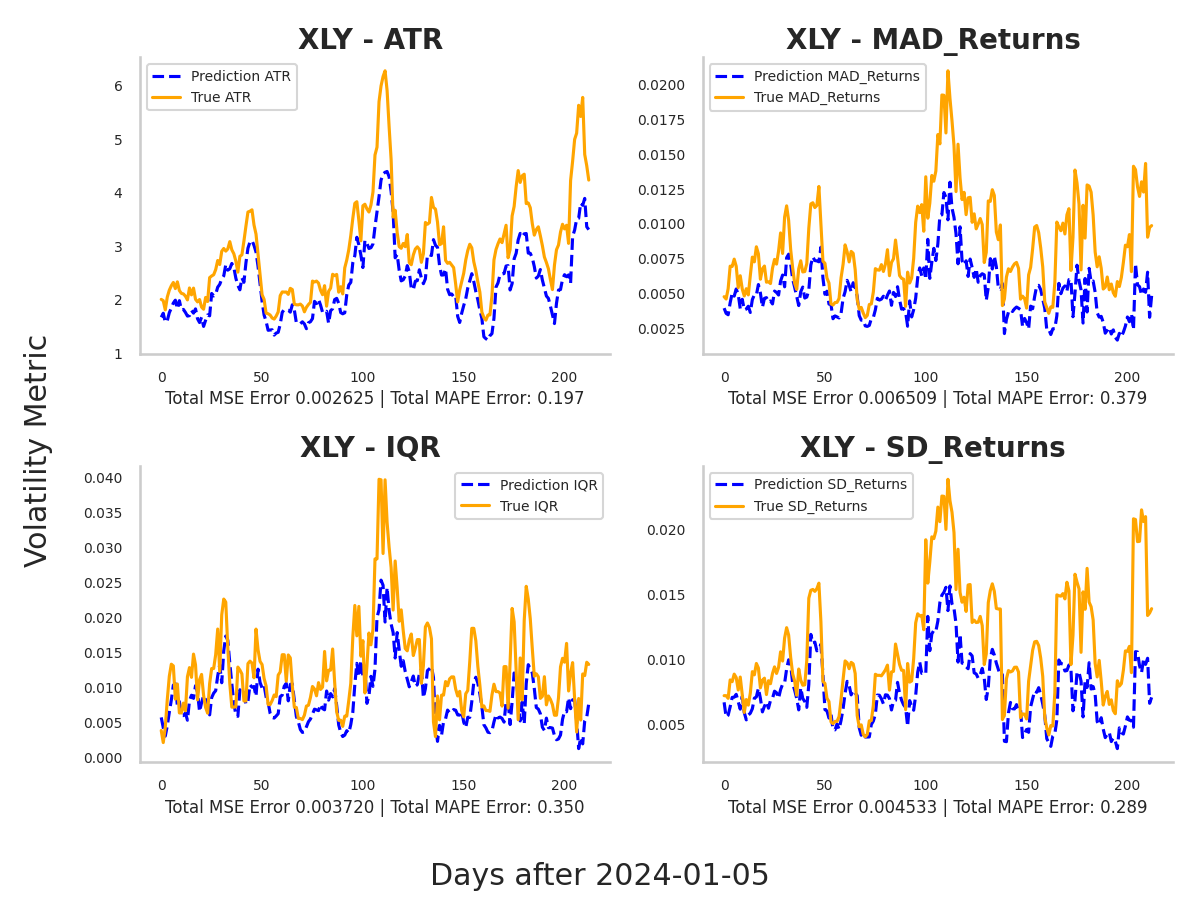 XLY - ATR
Prediction ATR
True ATR
6
5
4
3
2
1
0 50 100 150 200
Total MSE Error 0.002625 | Total MAPE Error: 0.197
XLY - MAD_Returns
Prediction MAD_Returns
True MAD_Returns
0.0200
0.0175
0.0150
0.0125
0.0100
0.0075
0.0050
0.0025
0 50 100 150 200
Total MSE Error 0.006509 | Total MAPE Error: 0.379
Volatility Metric
XLY - IQR
Prediction IQR
True IQR
0.040
0.035
0.030
0.025
0.020
0.015
0.010
0.005
0.000
0 50 100 150 200
Total MSE Error 0.003720 | Total MAPE Error: 0.350
XLY - SD_Returns
Prediction SD_Returns
True SD_Returns
0.020
0.015
0.010
0.005
0 50 100 150 200
Total MSE Error 0.004533 | Total MAPE Error: 0.289
Days after 2024-01-05